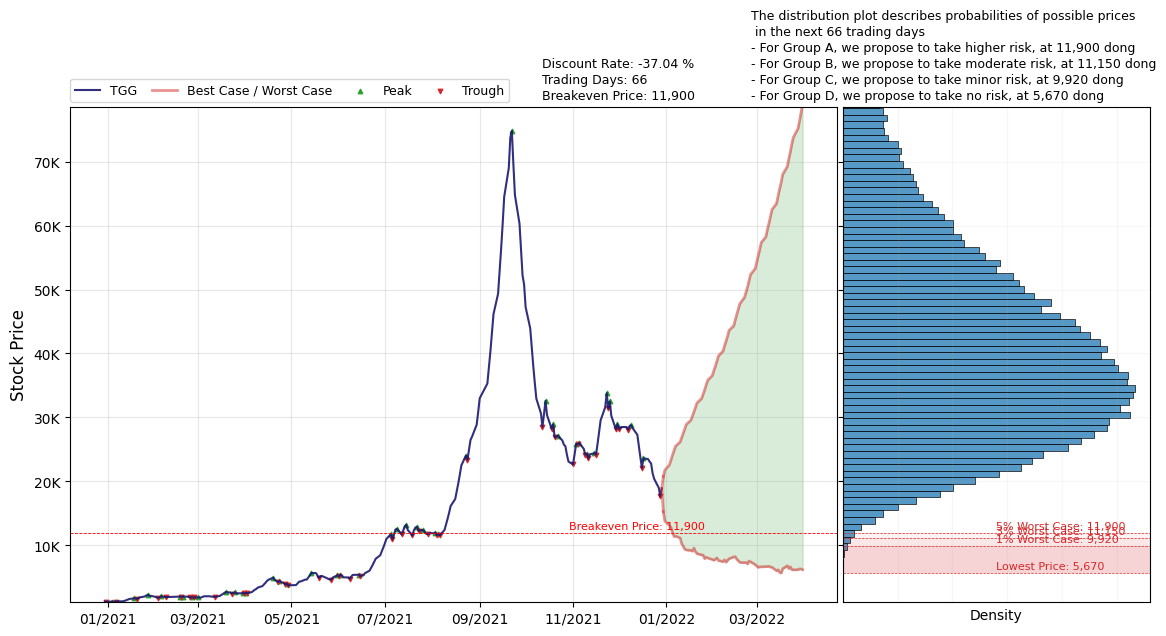 The distribution plot describes probabilities of possible prices
in the next 66 trading days
- For Group A, we propose to take higher risk, at 11,900 dong
- For Group B, we propose to take moderate risk, at 11,150 dong
- For Group C, we propose to take minor risk, at 9,920 dong
- For Group D, we propose to take no risk, at 5,670 dong
Discount Rate: -37.04 %
Trading Days: 66
Breakeven Price: 11,900
TGG
Best Case / Worst Case
Peak
Trough
Stock Price
70K
60K
50K
40K
30K
20K
10K
Breakeven Price: 11,900
5% Worst Case: 11,900
3% Worst Case: 11,150
1% Worst Case: 9,920
Lowest Price: 5,670
01/2021
03/2021
05/2021
07/2021
09/2021
11/2021
01/2022
03/2022
Density